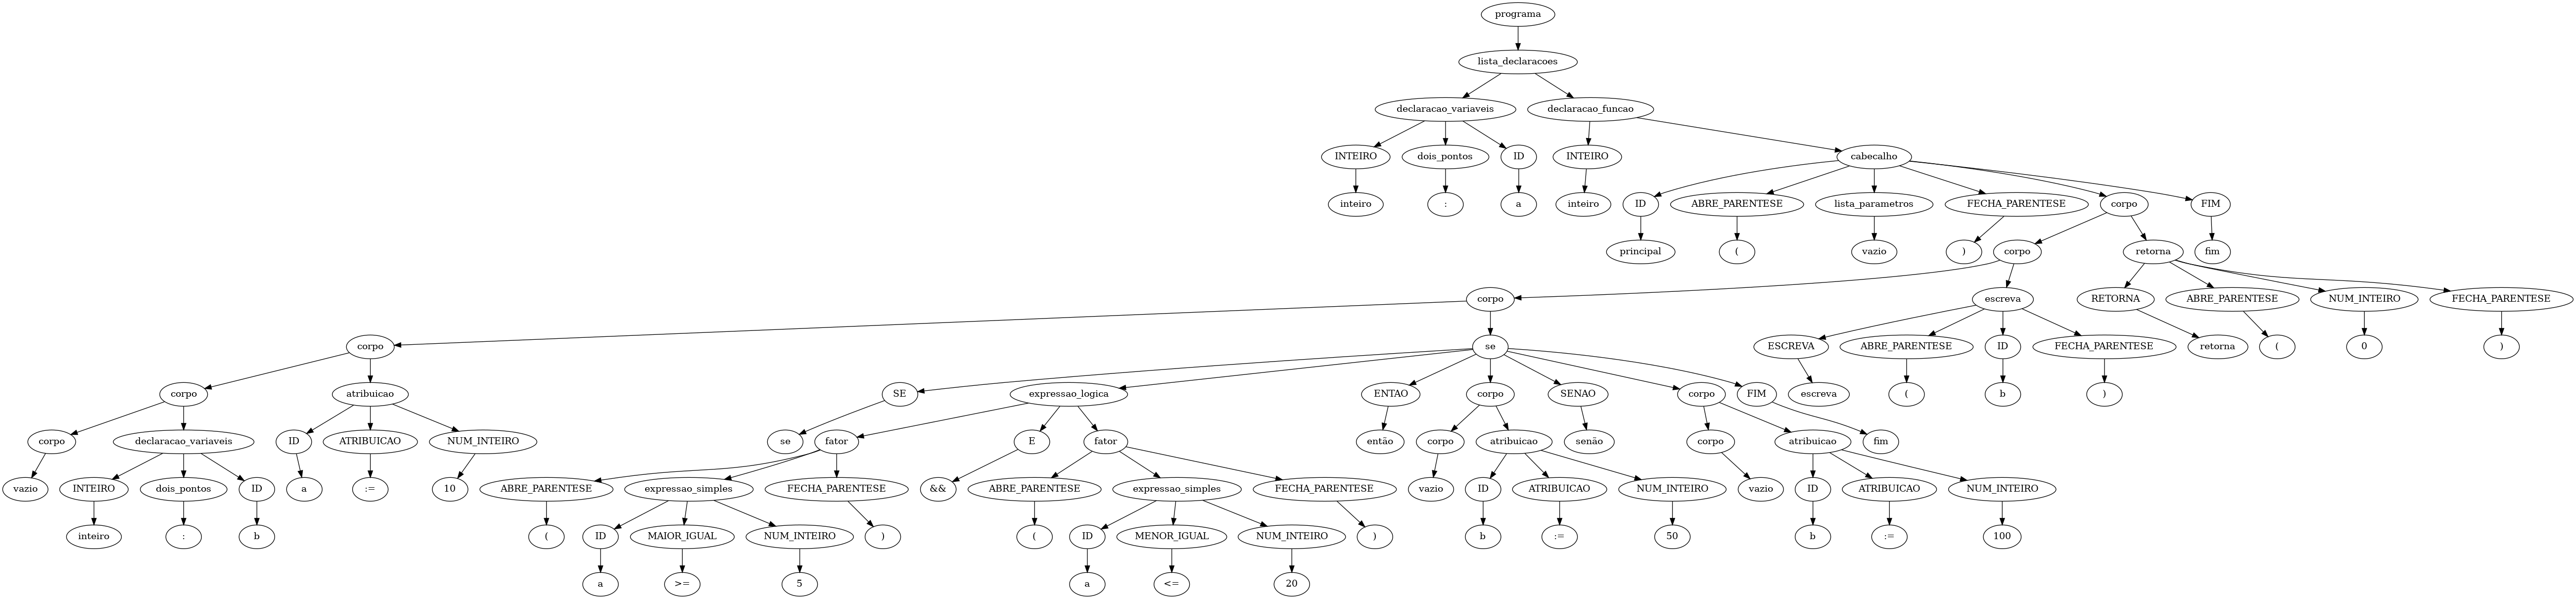 programa
lista_declaracoes
declaracao_variaveis declaracao_funcao
INTEIRO dois_pontos ID INTEIRO cabecalho
inteiro : a inteiro ID ABRE_PARENTESE lista_parametros FECHA_PARENTESE corpo FIM
principal ( vazio ) corpo retorna fim
corpo escreva RETORNA ABRE_PARENTESE NUM_INTEIRO FECHA_PARENTESE
corpo se ESCREVA ABRE_PARENTESE ID FECHA_PARENTESE retorna ( 0 )
corpo atribuicao SE expressao_logica ENTAO corpo SENAO corpo FIM escreva ( b )
corpo declaracao_variaveis ID ATRIBUICAO NUM_INTEIRO se fator E fator então corpo atribuicao senão corpo atribuicao fim
vazio INTEIRO dois_pontos ID a := 10 ABRE_PARENTESE expressao_simples FECHA_PARENTESE && ABRE_PARENTESE expressao_simples FECHA_PARENTESE vazio ID ATRIBUICAO NUM_INTEIRO vazio ID ATRIBUICAO NUM_INTEIRO
inteiro : b ( ID MAIOR_IGUAL NUM_INTEIRO ) ( ID MENOR_IGUAL NUM_INTEIRO ) b := 50 b := 100
a >= 5 a <= 20